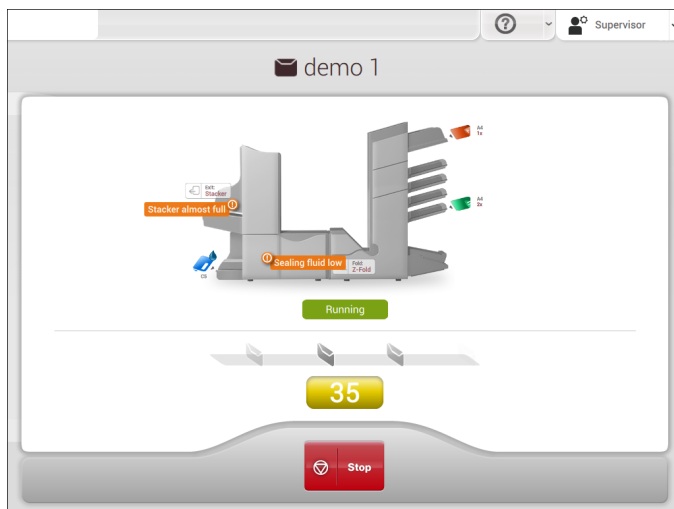 Supervisor
demo 1
A4
1x
Exit:
Stacker
Stacker almost full
A4
2x
Sealing fluid low
Fold:
Z-Fold
C5
Running
35
Stop